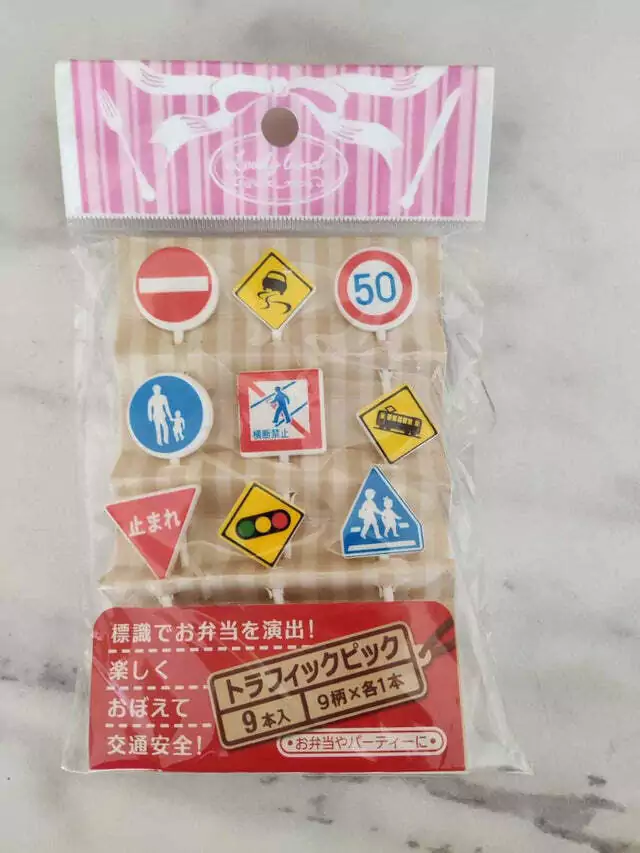 Lovely Lunch
50
横断禁止
止まれ
標識でお弁当を演出!
楽しく
おぼえて
交通安全!
トラフィックピック
9本入
9柄×各1本
•お弁当やパーティーに•